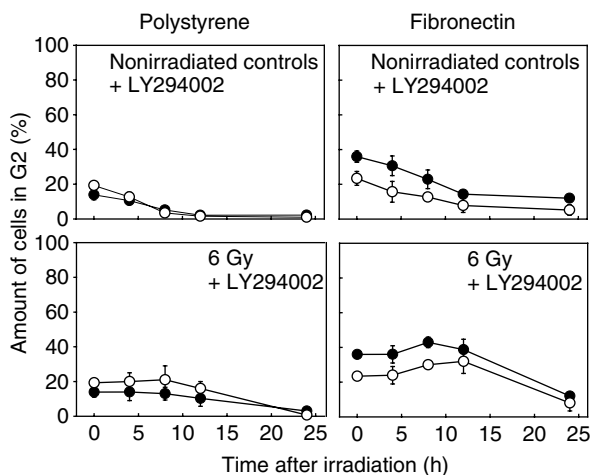 Polystyrene
Fibronectin
Amount of cells in G2 (%)
100
80
60
40
20
0
Nonirradiated controls
+ LY294002
Nonirradiated controls
+ LY294002
100
80
60
40
20
0
6 Gy
+ LY294002
6 Gy
+ LY294002
0 5 10 15 20 25
0 5 10 15 20 25
Time after irradiation (h)